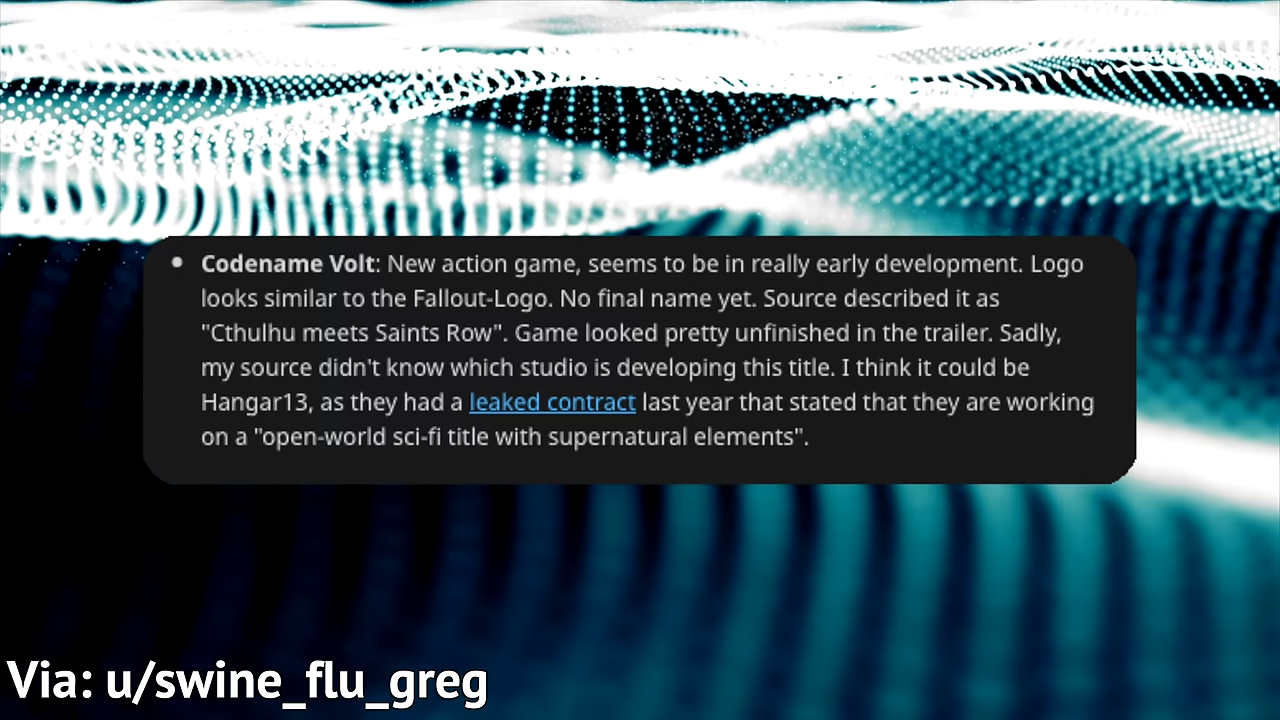 • Codename Volt: New action game, seems to be in really early development. Logo
looks similar to the Fallout-Logo. No final name yet. Source described it as
"Cthulhu meets Saints Row". Game looked pretty unfinished in the trailer. Sadly,
my source didn't know which studio is developing this title. I think it could be
Hangar13, as they had a leaked contract last year that stated that they are working
on a "open-world sci-fi title with supernatural elements".
Via: u/swine_flu_greg